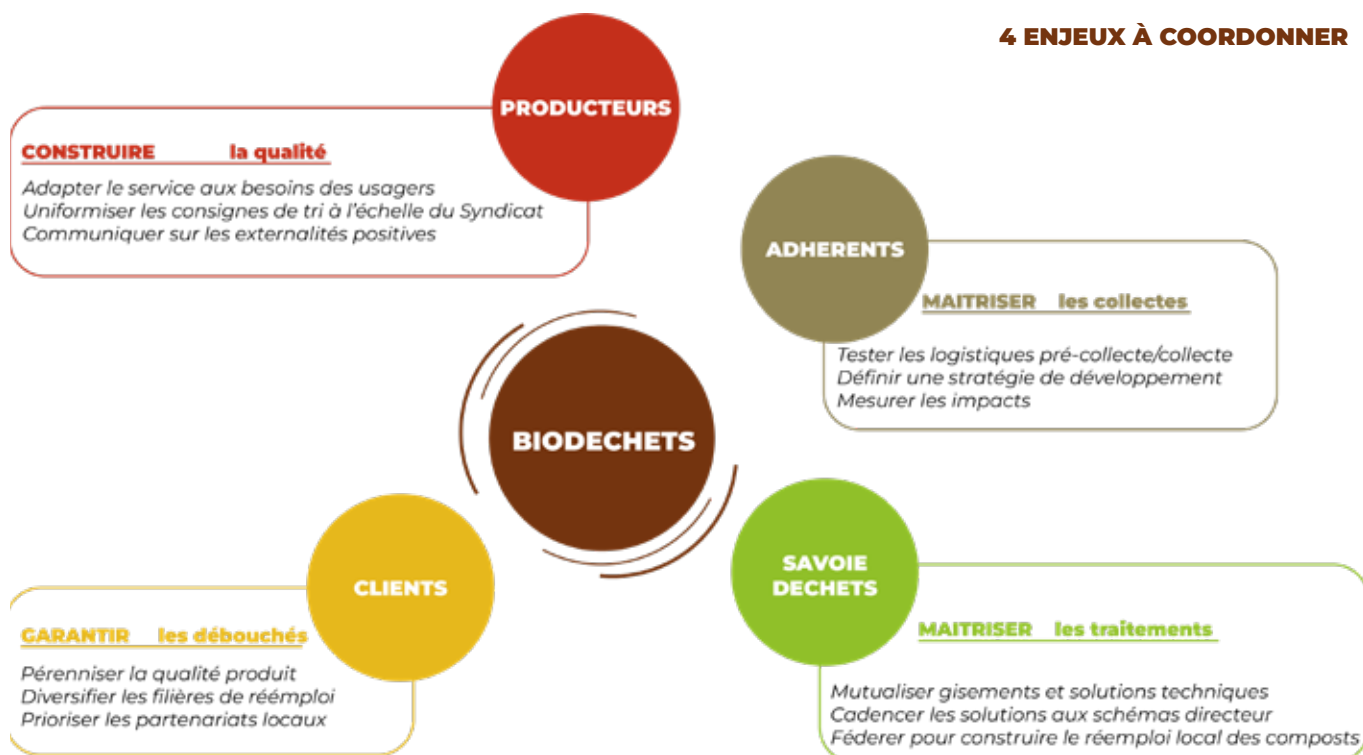 4 ENJEUX À COORDONNER
PRODUCTEURS
CONSTRUIRE la qualité
Adapter le service aux besoins des usagers
Uniformiser les consignes de tri à l'échelle du Syndicat
Communiquer sur les externalités positives
ADHERENTS
MAITRISER les collectes
Tester les logistiques pré-collecte/collecte
Définir une stratégie de développement
Mesurer les impacts
BIODECHETS
CLIENTS
GARANTIR les débouchés
Pérenniser la qualité produit
Diversifier les filières de réémploi
Prioriser les partenariats locaux
SAVOIE
DECHETS
MAITRISER les traitements
Mutualiser gisements et solutions techniques
Cadencer les solutions aux schémas directeur
Féderer pour construire le réemploi local des composts